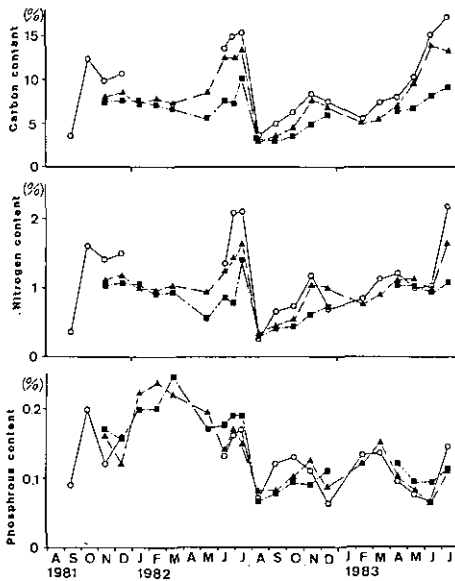 (%)
15
10
5
0
Carbon content
(%)
2
1
0
Nitrogen content
(%)
0.2
0.1
0
Phosphrous content
A S O N D J F M A M J J A S O N D J F M A M J J
1981 1982 1983